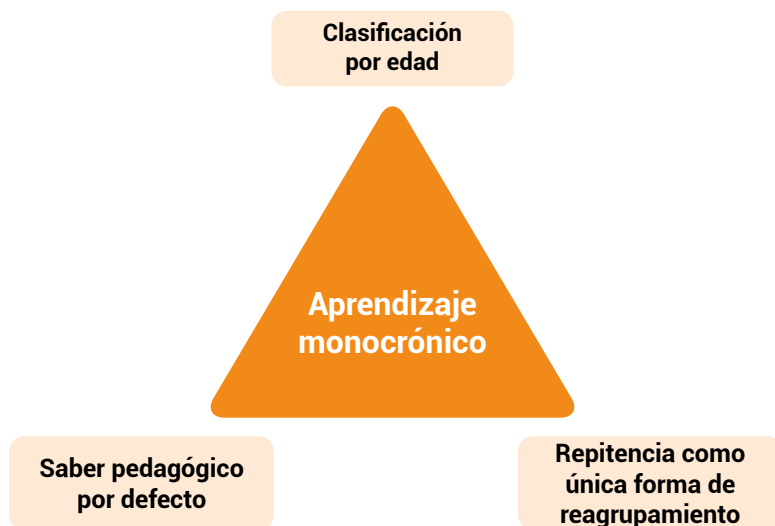 Clasificación
por edad
Aprendizaje
monocrónico
Saber pedagógico
por defecto
Repitencia como
única forma de
reagrupamiento